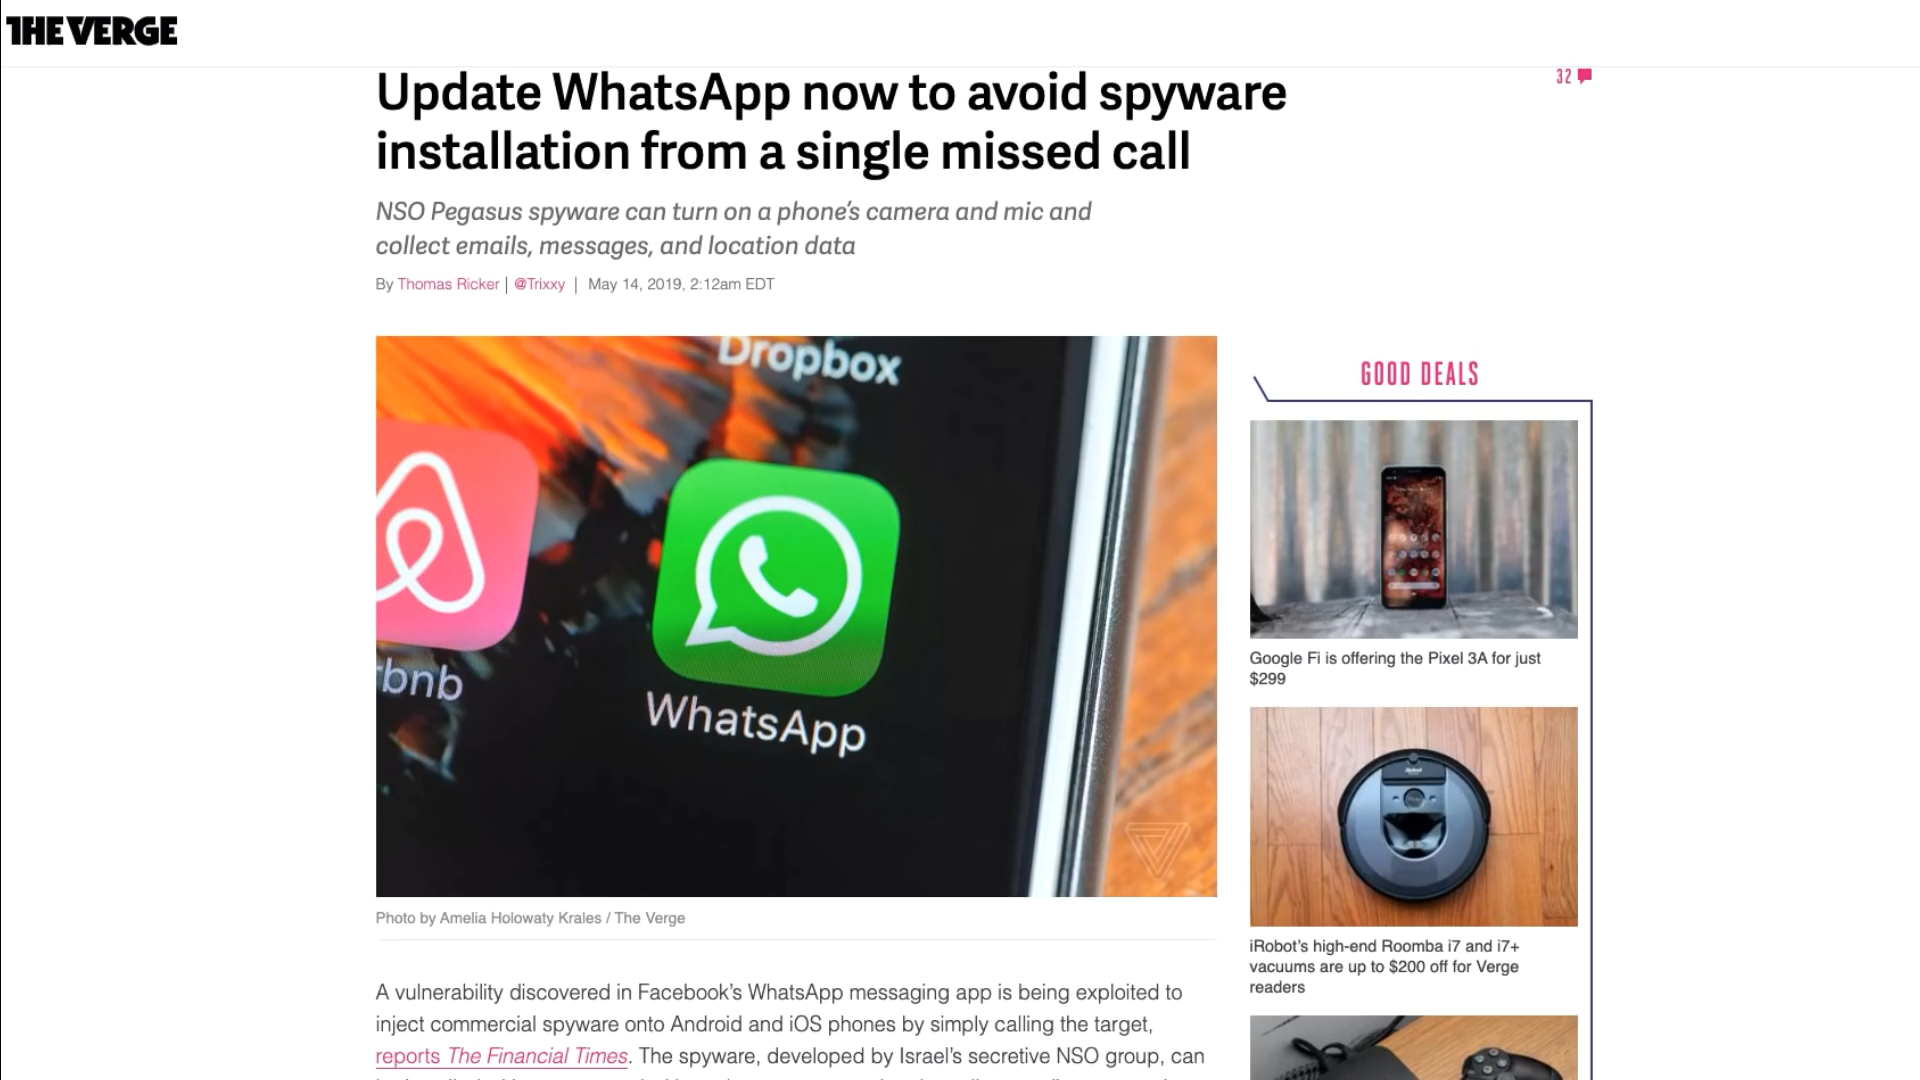 THE VERGE
Update WhatsApp now to avoid spyware
installation from a single missed call
32
NSO Pegasus spyware can turn on a phone's camera and mic and
collect emails, messages, and location data
By Thomas Ricker | @Trixxy | May 14, 2019, 2:12am EDT
Dropbox
rbnb
WhatsApp
Photo by Amelia Holowaty Krales / The Verge
A vulnerability discovered in Facebook’s WhatsApp messaging app is being exploited to
inject commercial spyware onto Android and iOS phones by simply calling the target,
reports The Financial Times. The spyware, developed by Israel’s secretive NSO group, can
GOOD DEALS
Google Fi is offering the Pixel 3A for just
$299
iRobot’s high-end Roomba i7 and i7+
vacuums are up to $200 off for Verge
readers